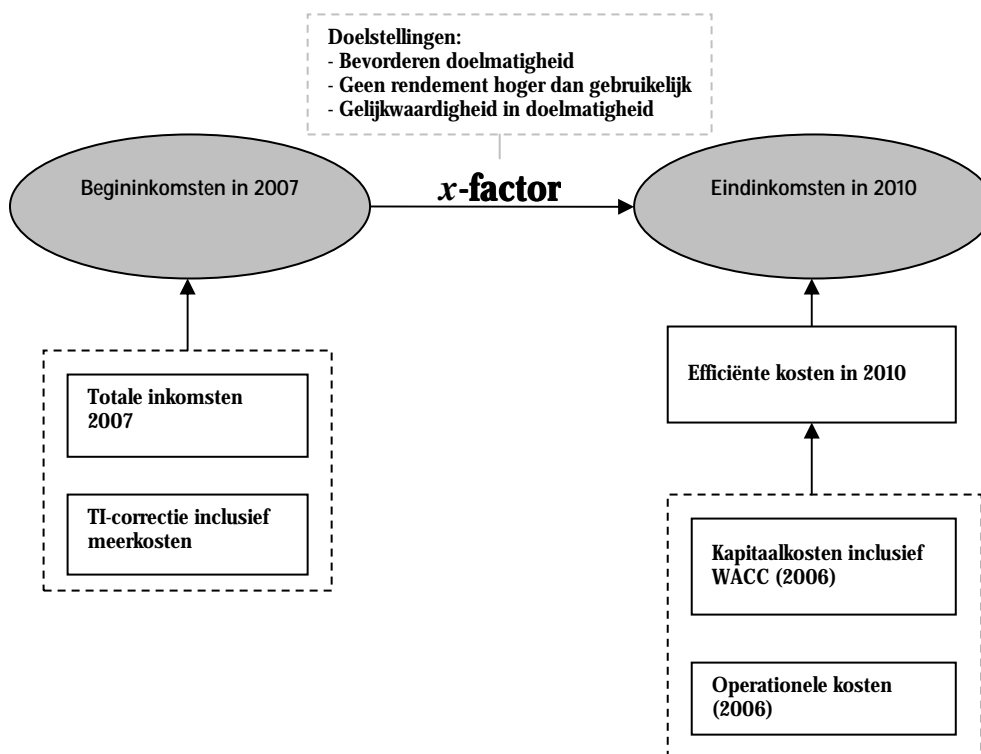 Doelstellingen:
- Bevorderen doelmatigheid
- Geen rendement hoger dan gebruikelijk
- Gelijkwaardigheid in doelmatigheid
Begininkomsten in 2007
x-factor
Eindinkomsten in 2010
Totale inkomsten
2007
TI-correctie inclusief
meerkosten
Efficiënte kosten in 2010
Kapitaalkosten inclusief
WACC (2006)
Operationele kosten
(2006)